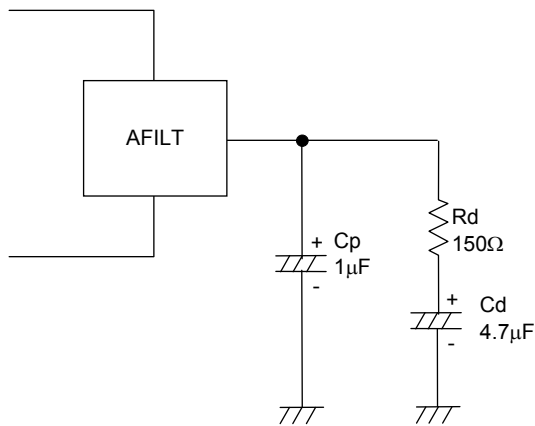 AFILT
+ Cp
1μF
-
Rd
150Ω
+ Cd
4.7μF
-